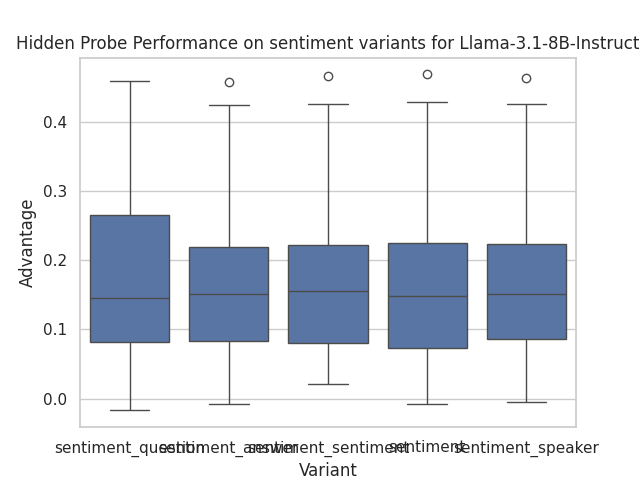 Hidden Probe Performance on sentiment variants for Llama-3.1-8B-Instruct
Advantage
0.4
0.3
0.2
0.1
0.0
sentiment_question sentiment_answer sentiment_sentiment sentiment sentiment_speaker
Variant